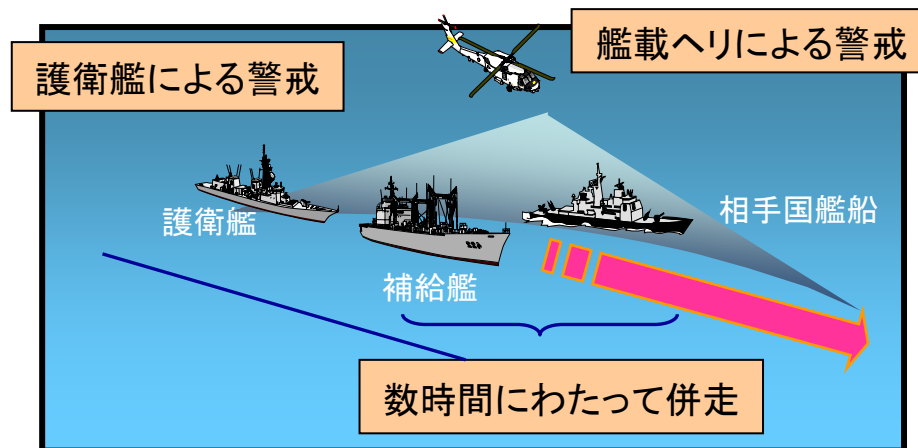 艦載ヘリによる警戒
護衛艦による警戒
護衛艦
補給艦
相手国艦船
数時間にわたって併走